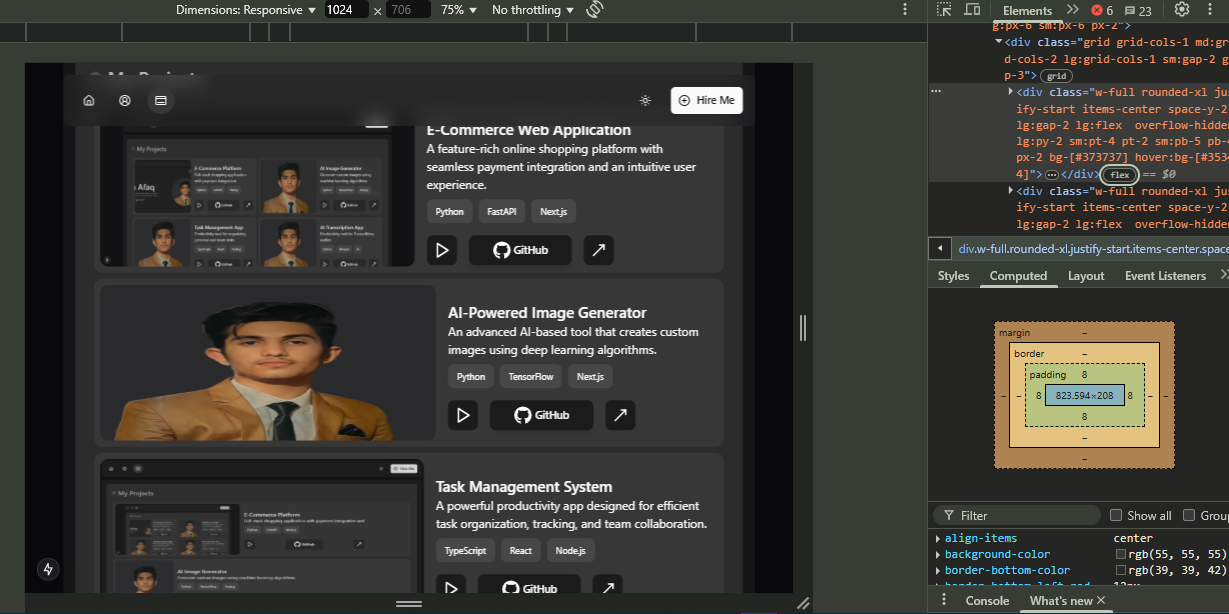 Dimensions: Responsive ▼ 1024 × 706 75% ▼ No throttling ▼
Elements 6 23
My Projects
Hire Me
E-Commerce Web Application
A feature-rich online shopping platform with
seamless payment integration and an intuitive user
experience.
Python FastAPI Next.js
GitHub
My Projects
E-Commerce Platform
AI Image Generator
Afaq
GitHub
GitHub
Task Management App
AI Transcription App
GitHub
GitHub
AI-Powered Image Generator
An advanced AI-based tool that creates custom
images using deep learning algorithms.
Python TensorFlow Next.js
GitHub
Hire Me
My Projects
E-Commerce Platform
GitHub
AI Image Generator
Task Management System
A powerful productivity app designed for efficient
task organization, tracking, and team collaboration.
TypeScript React Node.js
GitHub
g:px-6 sm:px-6 px-2">
<div class="grid grid-cols-1 md:gr
d-cols-2 lg:grid-cols-1 sm:gap-2 g
p-3"> grid
<div class="w-full rounded-xl jus
ify-start items-center space-y-2
lg:gap-2 lg:flex overflow-hidden
lg:py-2 sm:pt-4 pt-2 sm:pb-5 pb-4
px-2 bg-[#373737] hover:bg-[#353
4]"> ⋯ </div> flex == $0
<div class="w-full rounded-xl jus
ify-start items-center space-y-2
lg:gap-2 lg:flex overflow-hidden
div.w-full.rounded-xl.justify-start.items-center.space
Styles Computed Layout Event Listeners
margin –
border –
padding 8
– – 8 823.594×208 8 – –
8
–
–
Filter Show all Grou
align-items center
background-color rgb(55, 55, 55)
border-bottom-color rgb(39, 39, 42)
Console What's new ×